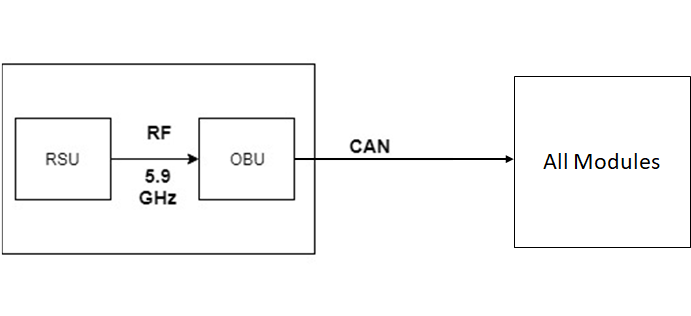 RSU
RF
5.9
GHz
OBU
CAN
All Modules